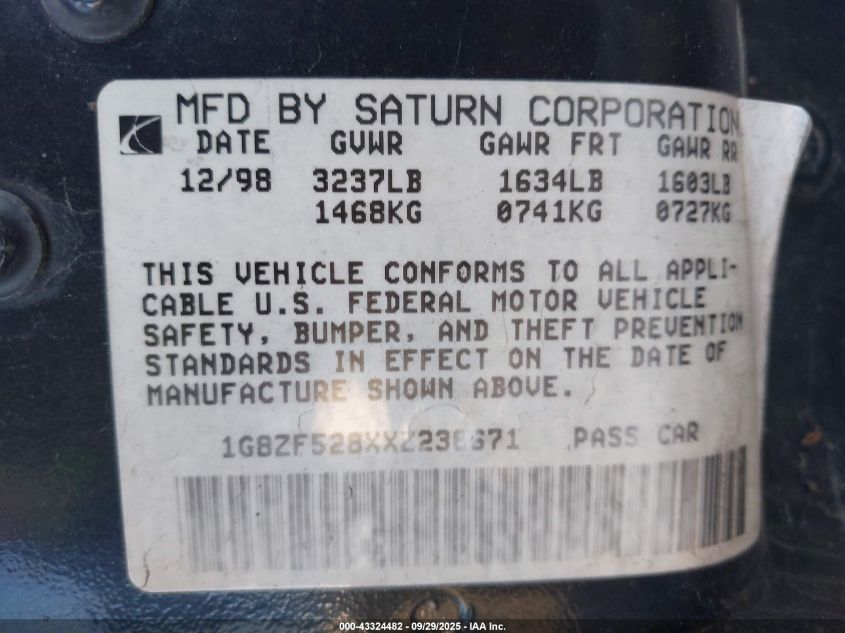 MFD BY SATURN CORPORATION
DATE GVWR GAWR FRT GAWR RR
12/98 3237LB 1634LB 1603LB
1468KG 0741KG 0727KG
THIS VEHICLE CONFORMS TO ALL APPLI-
CABLE U.S. FEDERAL MOTOR VEHICLE
SAFETY, BUMPER, AND THEFT PREVENTION
STANDARDS IN EFFECT ON THE DATE OF
MANUFACTURE SHOWN ABOVE.
1G8ZF528XXZ238671 PASS CAR
000-43324482 - 09/29/2025 - IAA Inc.